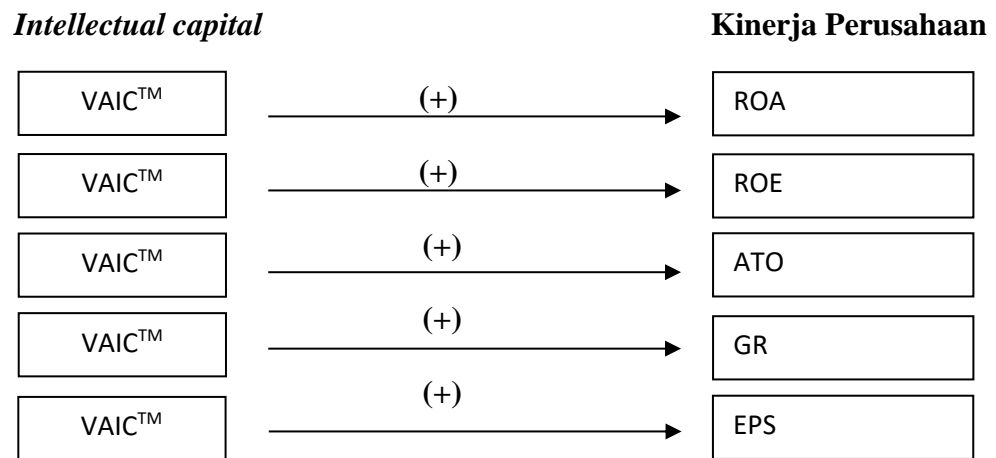 Intellectual capital Kinerja Perusahaan
VAIC™ (+) ROA
VAIC™ (+) ROE
VAIC™ (+) ATO
VAIC™ (+) GR
VAIC™ (+) EPS